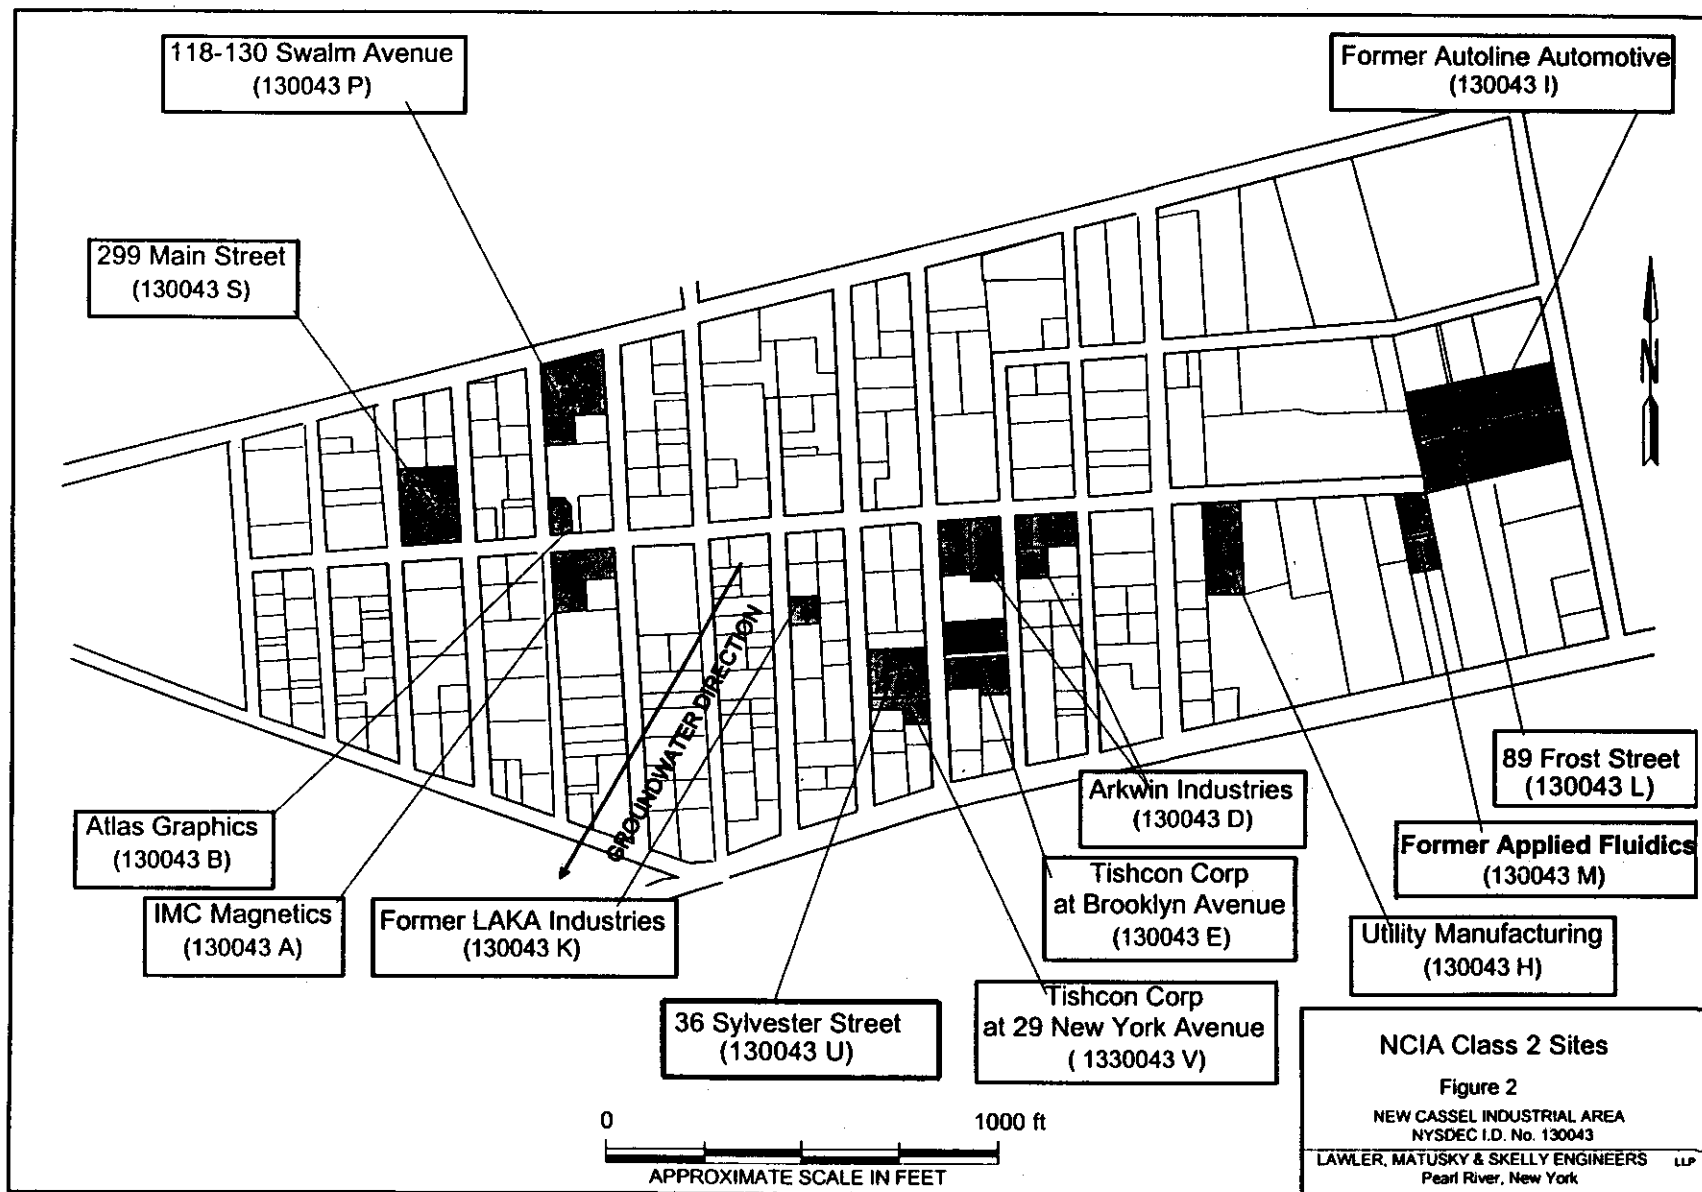 118-130 Swalm Avenue
(130043 P)
Former Autoline Automotive
(130043 I)
299 Main Street
(130043 S)
N
GROUNDWATER DIRECTION
89 Frost Street
(130043 L)
Arkwin Industries
(130043 D)
Atlas Graphics
(130043 B)
Former Applied Fluidics
(130043 M)
Tishcon Corp
at Brooklyn Avenue
(130043 E)
IMC Magnetics
(130043 A)
Former LAKA Industries
(130043 K)
Utility Manufacturing
(130043 H)
36 Sylvester Street
(130043 U)
Tishcon Corp
at 29 New York Avenue
( 1330043 V)
NCIA Class 2 Sites
Figure 2
NEW CASSEL INDUSTRIAL AREA
NYSDEC I.D. No. 130043
LAWLER, MATUSKY & SKELLY ENGINEERS LLP
Pearl River, New York
0 1000 ft
APPROXIMATE SCALE IN FEET